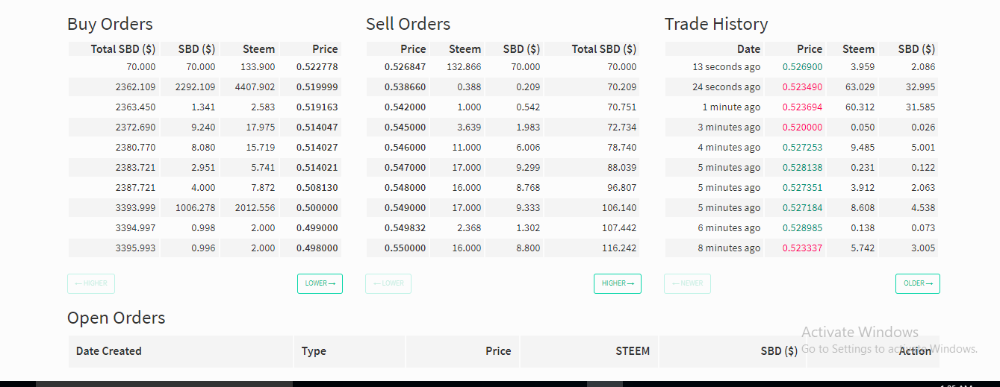 Buy Orders Sell Orders Trade History
Total SBD ($) SBD ($) Steem Price Price Steem SBD ($) Total SBD ($) Date Price Steem SBD ($)
70.000 70.000 133.900 0.522778 0.526847 132.866 70.000 70.000 13 seconds ago 0.526900 3.959 2.086
2362.109 2292.109 4407.902 0.519999 0.538660 0.388 0.209 70.209 24 seconds ago 0.523490 63.029 32.995
2363.450 1.341 2.583 0.519163 0.542000 1.000 0.542 70.751 1 minute ago 0.523694 60.312 31.585
2372.690 9.240 17.975 0.514047 0.545000 3.639 1.983 72.734 3 minutes ago 0.520000 0.050 0.026
2380.770 8.080 15.719 0.514027 0.546000 11.000 6.006 78.740 4 minutes ago 0.527253 9.485 5.001
2383.721 2.951 5.741 0.514021 0.547000 17.000 9.299 88.039 5 minutes ago 0.528138 0.231 0.122
2387.721 4.000 7.872 0.508130 0.548000 16.000 8.768 96.807 5 minutes ago 0.527351 3.912 2.063
3393.999 1006.278 2012.556 0.500000 0.549000 17.000 9.333 106.140 5 minutes ago 0.527184 8.608 4.538
3394.997 0.998 2.000 0.499000 0.549832 2.368 1.302 107.442 6 minutes ago 0.528985 0.138 0.073
3395.993 0.996 2.000 0.498000 0.550000 16.000 8.800 116.242 8 minutes ago 0.523337 5.742 3.005
← HIGHER LOWER → ← LOWER HIGHER → ← NEWER OLDER →
Open Orders
Activate Windows
Date Created Type Price STEEM SBD ($) Action
Go to Settings to activate Windows.